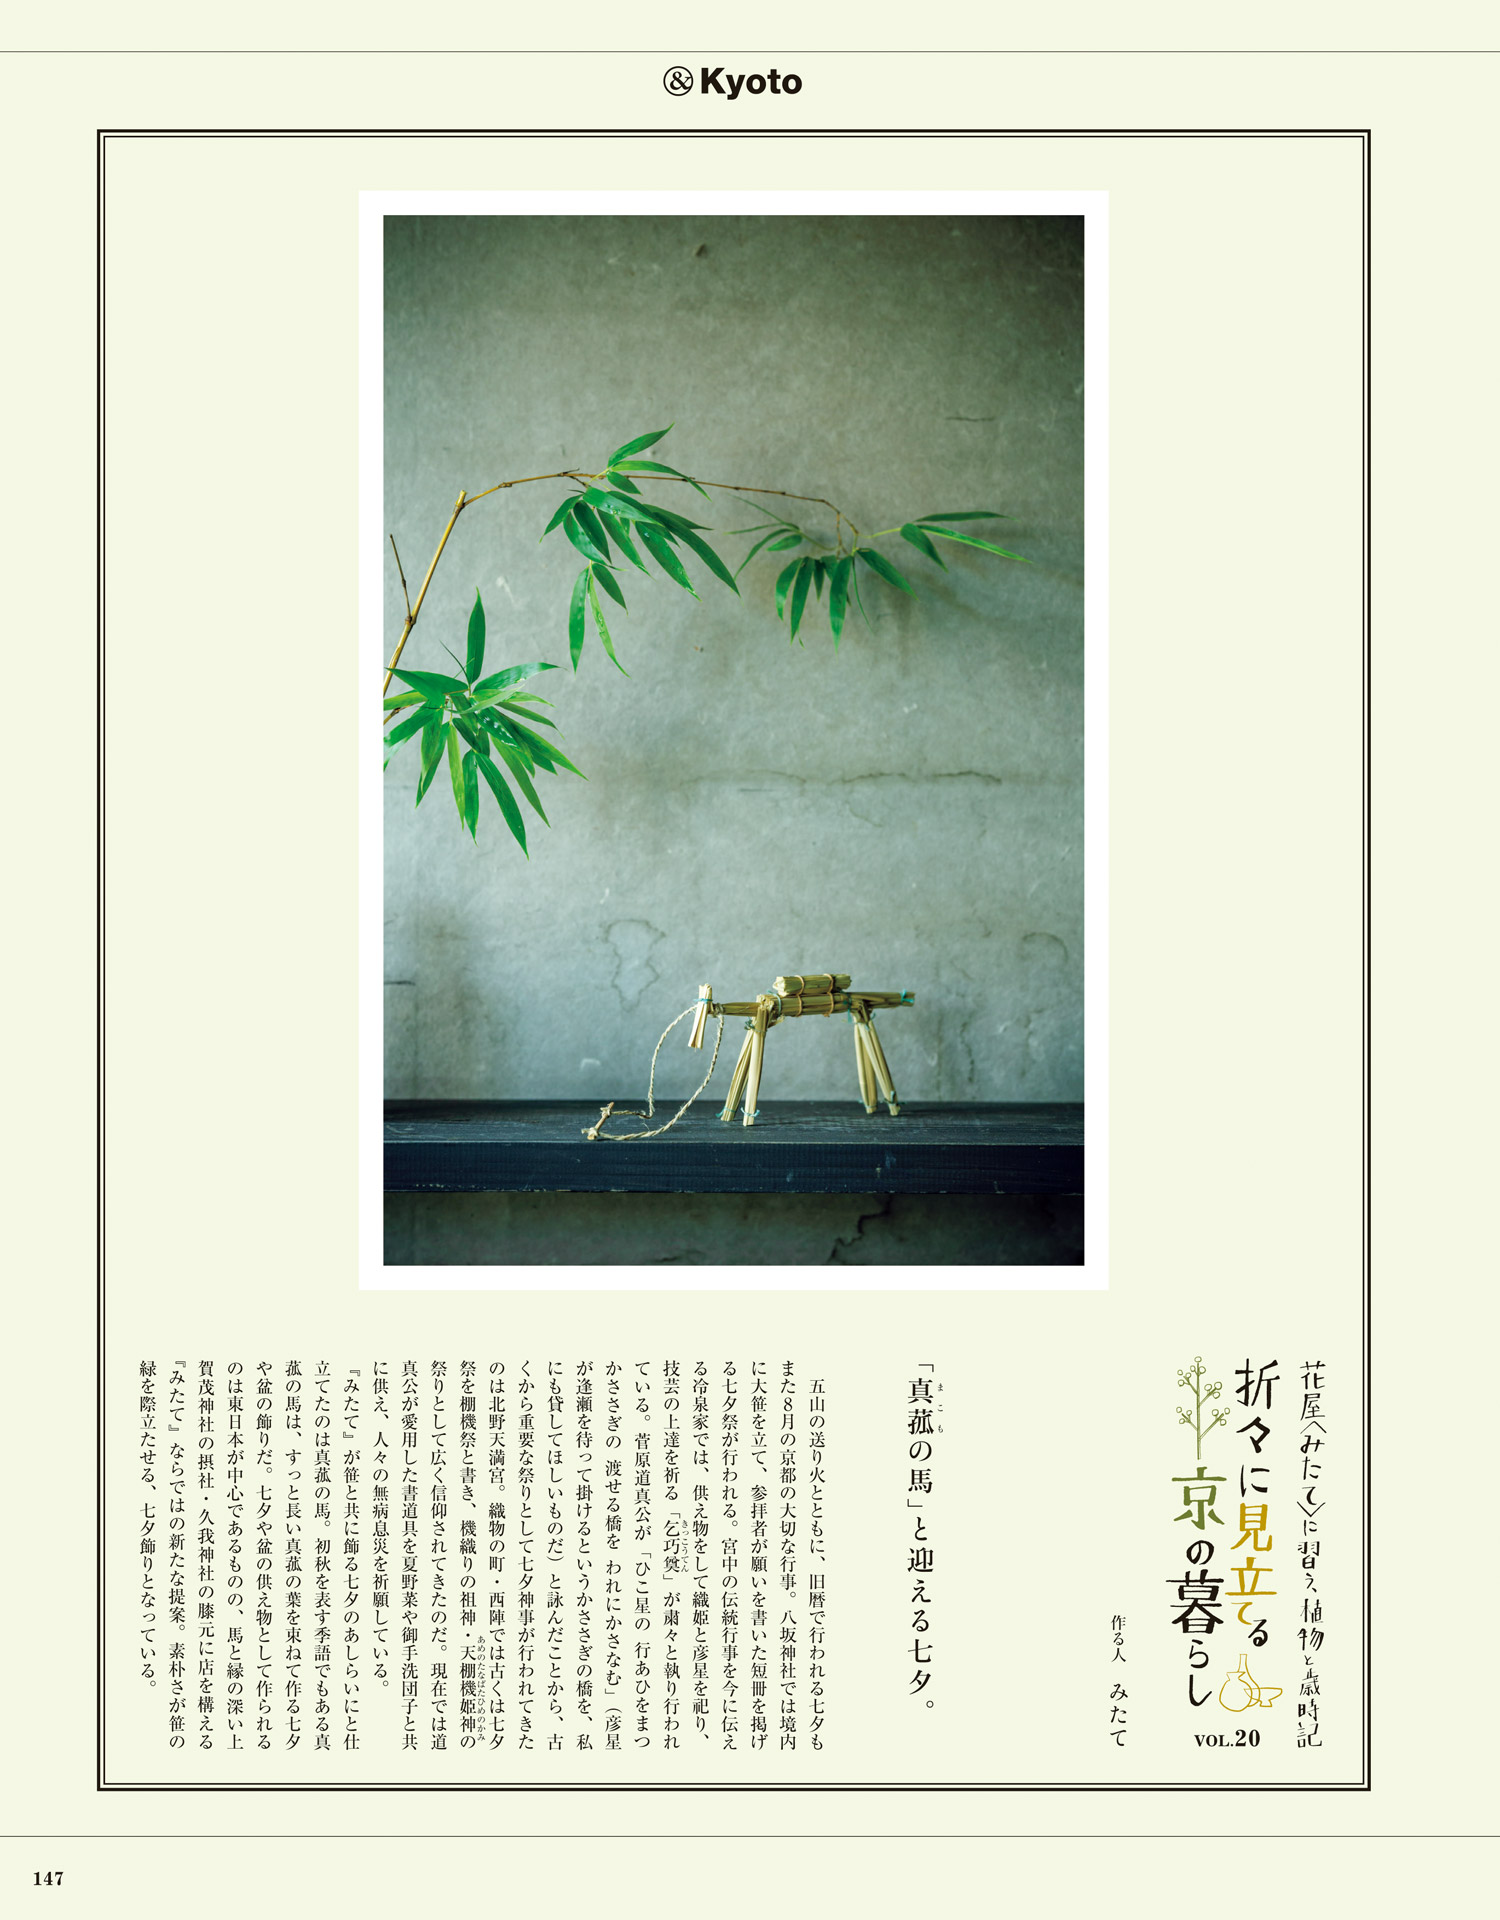 &Kyoto
花屋〈みたて〉に習う、植物と歳時記
折々に見立てる
京の暮らし
VOL.20
作る人　みたて
「真菰の馬」と迎える七夕。
まこも
五山の送り火とともに、旧暦で行われる七夕も
また8月の京都の大切な行事。八坂神社では境内
に大笹を立て、参拝者が願いを書いた短冊を掲げ
る七夕祭が行われる。宮中の伝統行事を今に伝え
る冷泉家では、供え物をして織姫と彦星を祀り、
技芸の上達を祈る「乞巧奠」が粛々と執り行われ
きっこうてん
ている。菅原道真公が「ひこ星の 行あひをまつ
かささぎの 渡せる橋を われにかさなむ」（彦星
が逢瀬を待って掛けるというかささぎの橋を、私
にも貸してほしいものだ）と詠んだことから、古
くから重要な祭りとして七夕神事が行われてきた
のは北野天満宮。織物の町・西陣では古くは七夕
祭を棚機祭と書き、機織りの祖神・天棚機姫神の
あめのたなばたひめのかみ
祭りとして広く信仰されてきたのだ。現在では道
真公が愛用した書道具を夏野菜や御手洗団子と共
に供え、人々の無病息災を祈願している。
『みたて』が笹と共に飾る七夕のあしらいにと仕
立てたのは真菰の馬。初秋を表す季語でもある真
菰の馬は、すっと長い真菰の葉を束ねて作る七夕
や盆の飾りだ。七夕や盆の供え物として作られる
のは東日本が中心であるものの、馬と縁の深い上
賀茂神社の摂社・久我神社の膝元に店を構える
『みたて』ならではの新たな提案。素朴さが笹の
緑を際立たせる、七夕飾りとなっている。
147